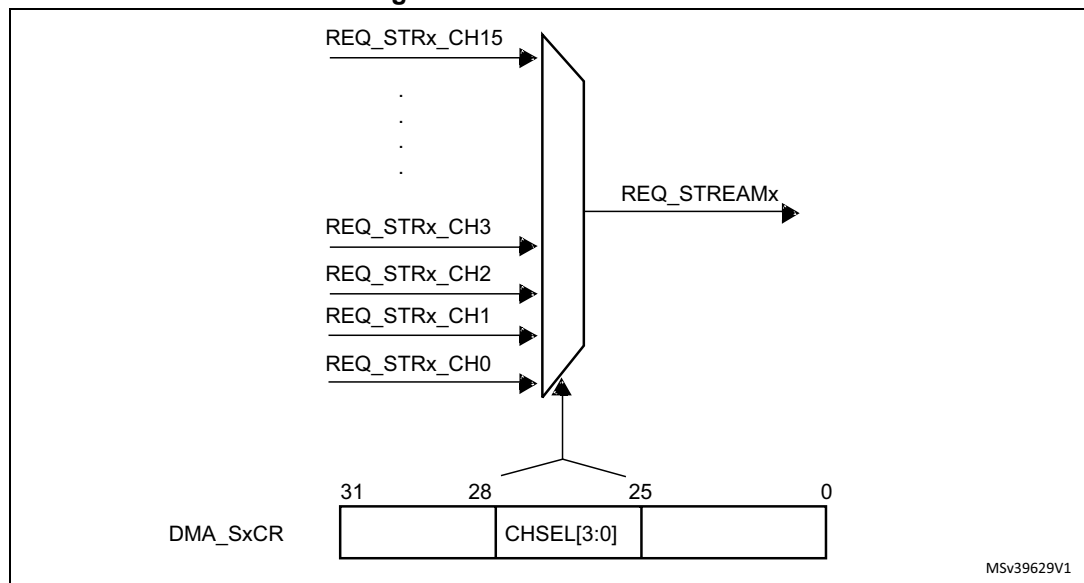 REQ_STRx_CH15
.
.
.
.
REQ_STREAMx
REQ_STRx_CH3
REQ_STRx_CH2
REQ_STRx_CH1
REQ_STRx_CH0
31 28 25 0
DMA_SxCR CHSEL[3:0]
MSv39629V1